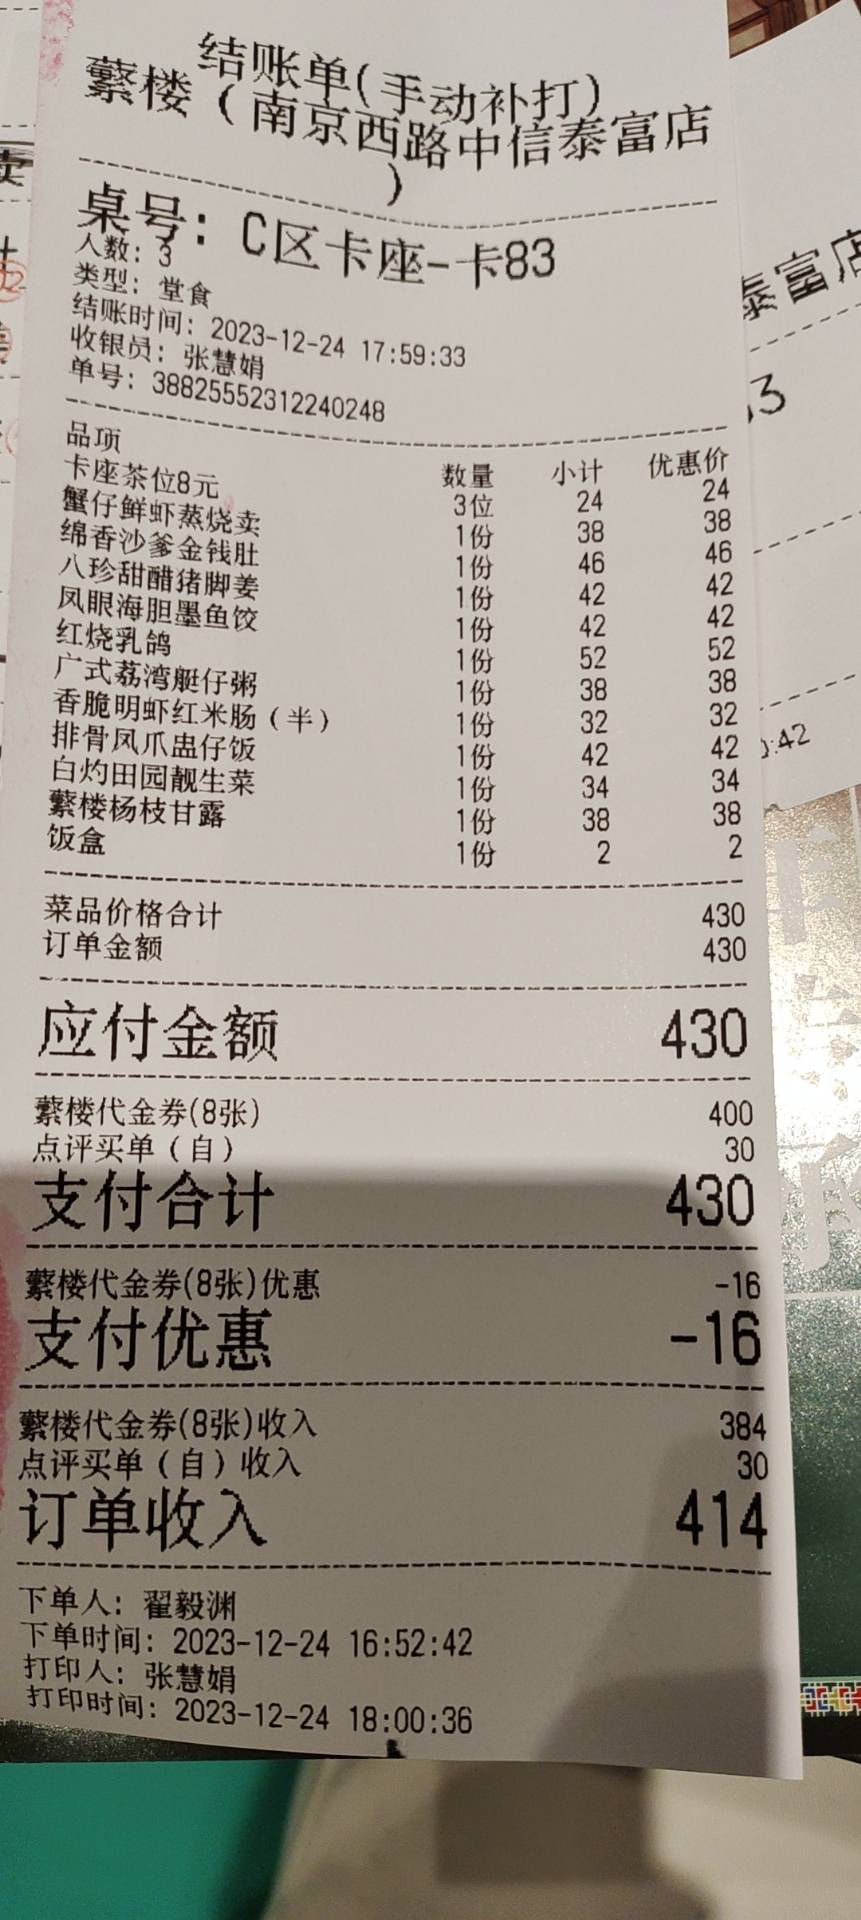 结账单(手动补打)
蘩楼（南京西路中信泰富店
）
桌号: C区卡座-卡83
人数: 3
类型: 堂食
结账时间: 2023-12-24 17:59:33
收银员: 张慧娟
单号: 38825552312240248
品项 数量 小计 优惠价
卡座茶位8元 3位 24 24
蟹仔鲜虾蒸烧卖 1份 38 38
绵香沙爹金钱肚 1份 46 46
八珍甜醋猪脚姜 1份 42 42
凤眼海胆墨鱼饺 1份 42 42
红烧乳鸽 1份 52 52
广式荔湾艇仔粥 1份 38 38
香脆明虾红米肠（半） 1份 32 32
排骨凤爪盅仔饭 1份 42 42
白灼田园靓生菜 1份 34 34
蘩楼杨枝甘露 1份 38 38
饭盒 1份 2 2
菜品价格合计 430
订单金额 430
应付金额 430
蘩楼代金券(8张) 400
点评买单（自） 30
支付合计 430
蘩楼代金券(8张)优惠 -16
支付优惠 -16
蘩楼代金券(8张)收入 384
点评买单（自）收入 30
订单收入 414
下单人: 翟毅渊
下单时间: 2023-12-24 16:52:42
打印人: 张慧娟
打印时间: 2023-12-24 18:00:36
泰富店
3
:42